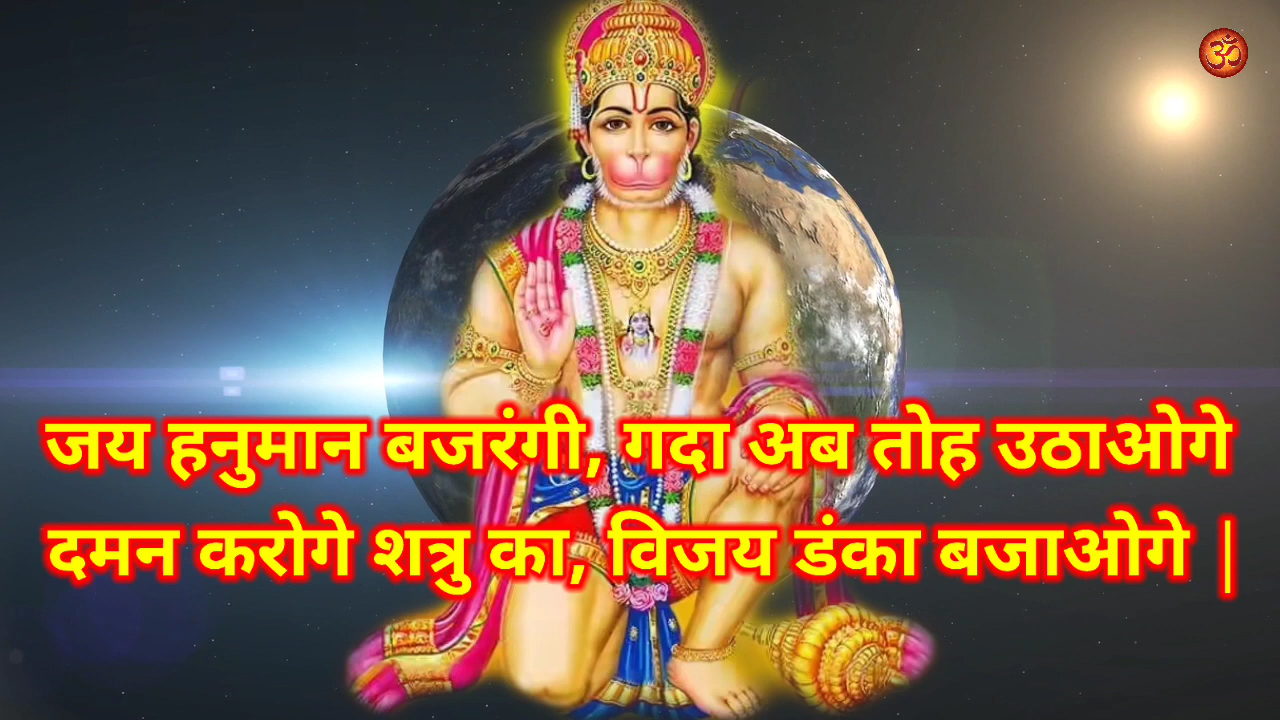 ॐ
जय हनुमान बजरंगी, गदा अब तोह उठाओगे
दमन करोगे शत्रु का, विजय डंका बजाओगे |